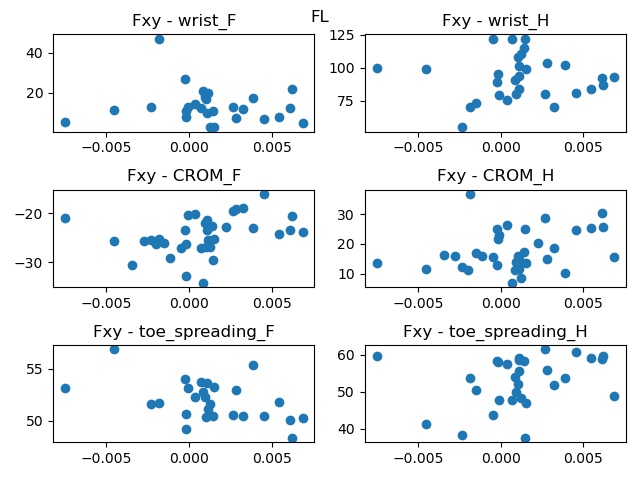 FL
Fxy - wrist_F
Fxy - wrist_H
40
20
−0.005 0.000 0.005
125
100
75
−0.005 0.000 0.005
Fxy - CROM_F
Fxy - CROM_H
−20
−30
−0.005 0.000 0.005
30
20
10
−0.005 0.000 0.005
Fxy - toe_spreading_F
Fxy - toe_spreading_H
55
50
−0.005 0.000 0.005
60
50
40
−0.005 0.000 0.005